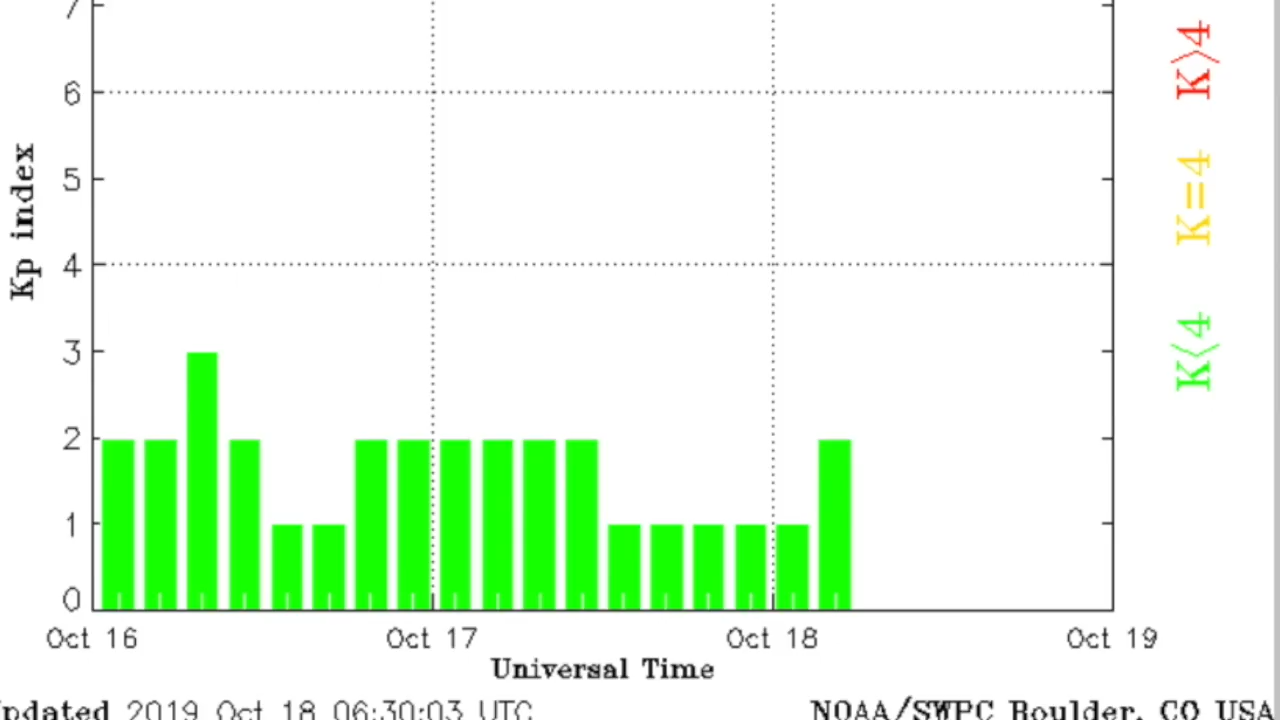 7
6
5
4
3
2
1
0
Kp index
K>4
K=4
K<4
Oct 16 Oct 17 Oct 18 Oct 19
Universal Time
pdated 2019 Oct 18 06:30:03 UTC NOAA/SWPC Boulder, CO USA